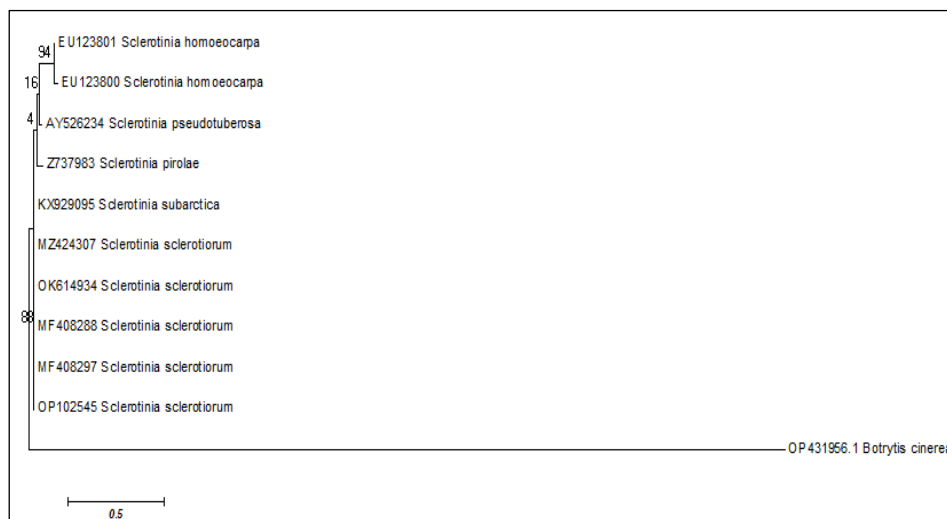 EU123801 Sclerotinia homoeocarpa
94
EU123800 Sclerotinia homoeocarpa
16
AY526234 Sclerotinia pseudotuberosa
4
Z737983 Sclerotinia pirolae
KX929095 Sclerotinia subarctica
MZ424307 Sclerotinia sclerotiorum
OK614934 Sclerotinia sclerotiorum
88
MF408288 Sclerotinia sclerotiorum
MF408297 Sclerotinia sclerotiorum
OP102545 Sclerotinia sclerotiorum
OP431956.1 Botrytis cinerea
0.5